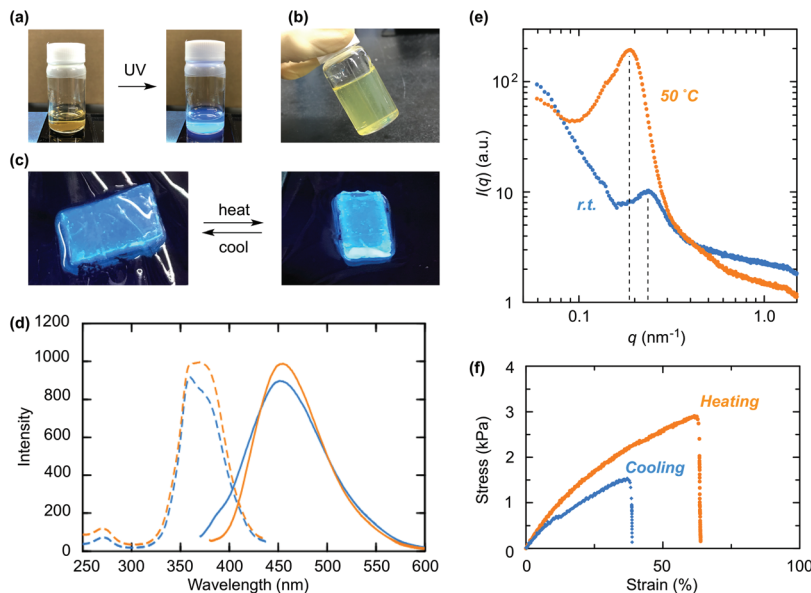 (a)
UV
(b)
(c)
heat
cool
(d)
1200
1000
800
600
400
200
0
Intensity
250 300 350 400 450 500 550 600
Wavelength (nm)
(e)
10²
10
1
I(q) (a.u.)
50 ˚C
r.t.
0.1 1.0
q (nm⁻¹)
(f)
4
3
2
1
0
Stress (kPa)
Heating
Cooling
0 50 100
Strain (%)